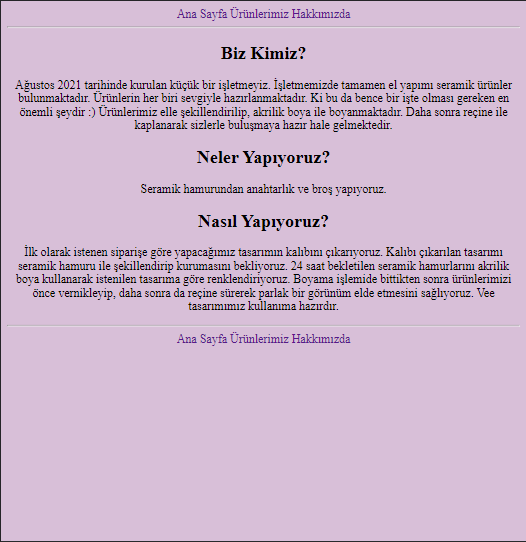 Ana Sayfa Ürünlerimiz Hakkımızda
Biz Kimiz?
Ağustos 2021 tarihinde kurulan küçük bir işletmeyiz. İşletmemizde tamamen el yapımı seramik ürünler
bulunmaktadır. Ürünlerin her biri sevgiyle hazırlanmaktadır. Ki bu da bence bir işte olması gereken en
önemli şeydir :) Ürünlerimiz elle şekillendirilip, akrilik boya ile boyanmaktadır. Daha sonra reçine ile
kaplanarak sizlerle buluşmaya hazır hale gelmektedir.
Neler Yapıyoruz?
Seramik hamurundan anahtarlık ve broş yapıyoruz.
Nasıl Yapıyoruz?
İlk olarak istenen siparişe göre yapacağımız tasarımın kalıbını çıkarıyoruz. Kalıbı çıkarılan tasarımı
seramik hamuru ile şekillendirip kurumasını bekliyoruz. 24 saat bekletilen seramik hamurlarını akrilik
boya kullanarak istenilen tasarıma göre renklendiriyoruz. Boyama işlemide bittikten sonra ürünlerimizi
önce vernikleyip, daha sonra da reçine sürerek parlak bir görünüm elde etmesini sağlıyoruz. Vee
tasarımımız kullanıma hazırdır.
Ana Sayfa Ürünlerimiz Hakkımızda